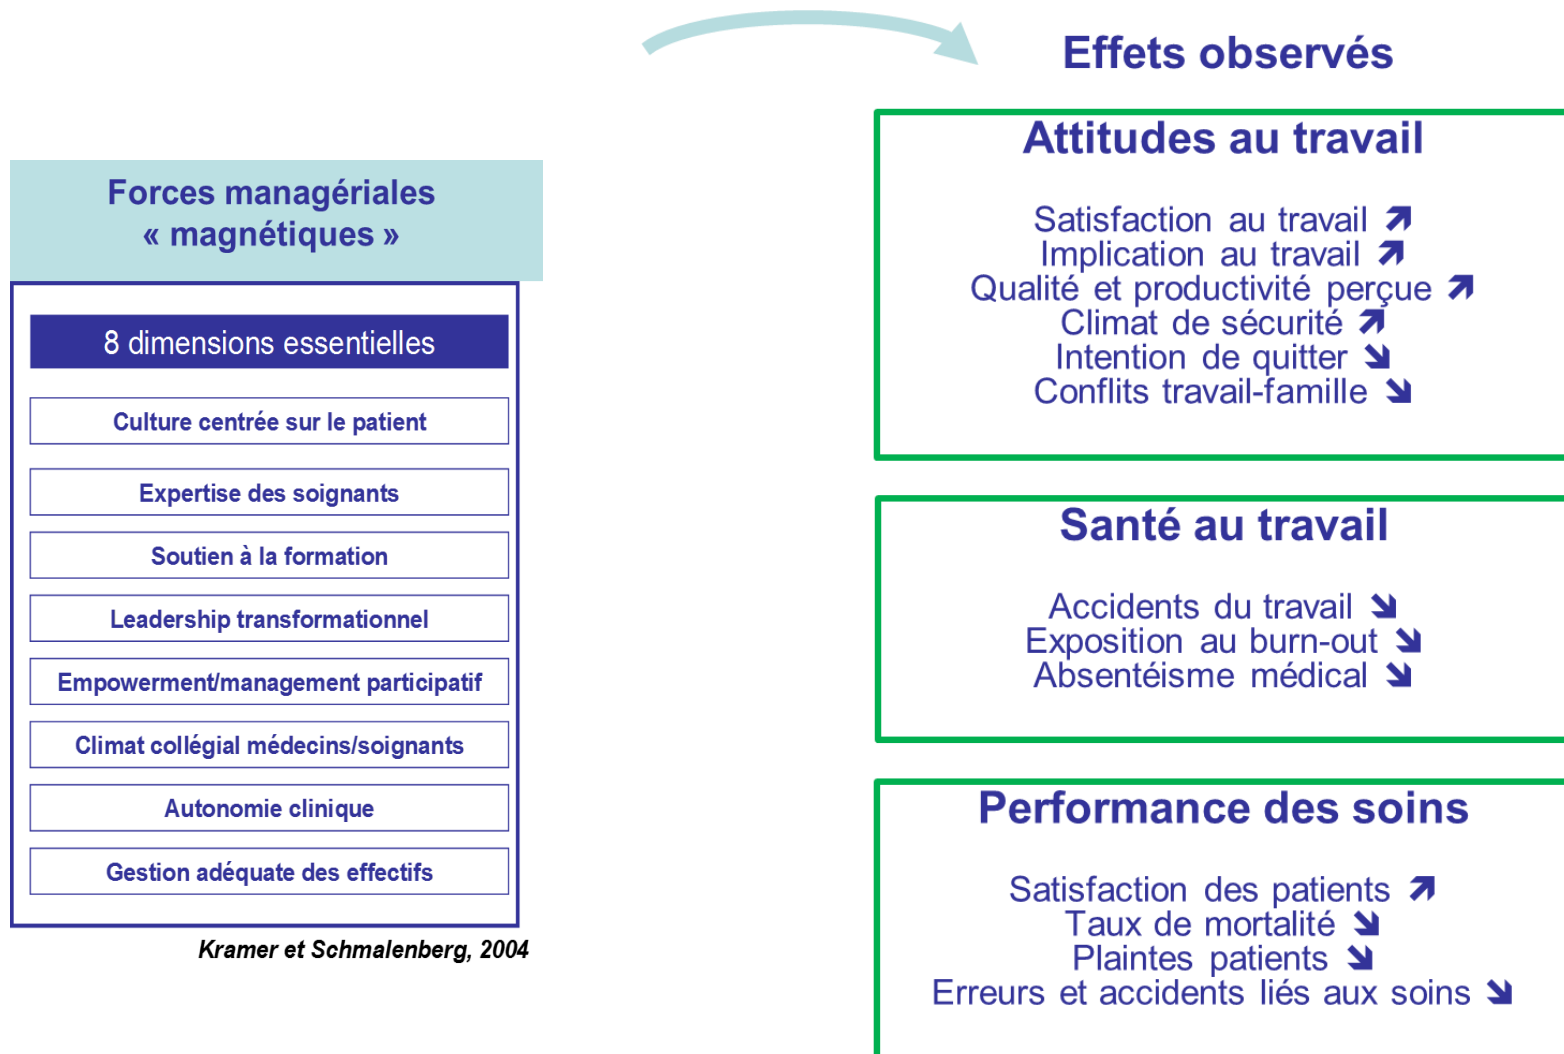 Forces managériales
« magnétiques »
8 dimensions essentielles
Culture centrée sur le patient
Expertise des soignants
Soutien à la formation
Leadership transformationnel
Empowerment/management participatif
Climat collégial médecins/soignants
Autonomie clinique
Gestion adéquate des effectifs
Kramer et Schmalenberg, 2004
Effets observés
Attitudes au travail
Satisfaction au travail ↗
Implication au travail ↗
Qualité et productivité perçue ↗
Climat de sécurité ↗
Intention de quitter ↘
Conflits travail-famille ↘
Santé au travail
Accidents du travail ↘
Exposition au burn-out ↘
Absentéisme médical ↘
Performance des soins
Satisfaction des patients ↗
Taux de mortalité ↘
Plaintes patients ↘
Erreurs et accidents liés aux soins ↘